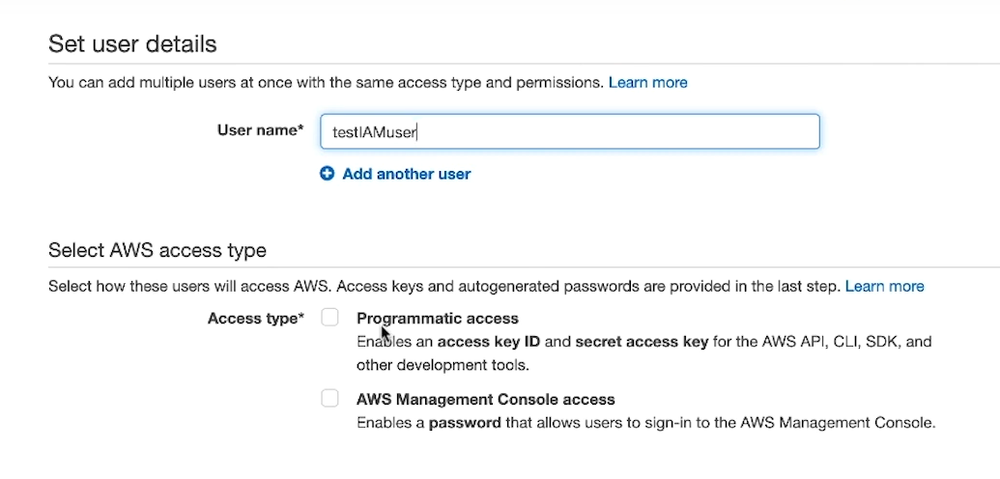 Set user details
You can add multiple users at once with the same access type and permissions. Learn more
User name* testIAMuser
Add another user
Select AWS access type
Select how these users will access AWS. Access keys and autogenerated passwords are provided in the last step. Learn more
Access type* Programmatic access
Enables an access key ID and secret access key for the AWS API, CLI, SDK, and
other development tools.
AWS Management Console access
Enables a password that allows users to sign-in to the AWS Management Console.